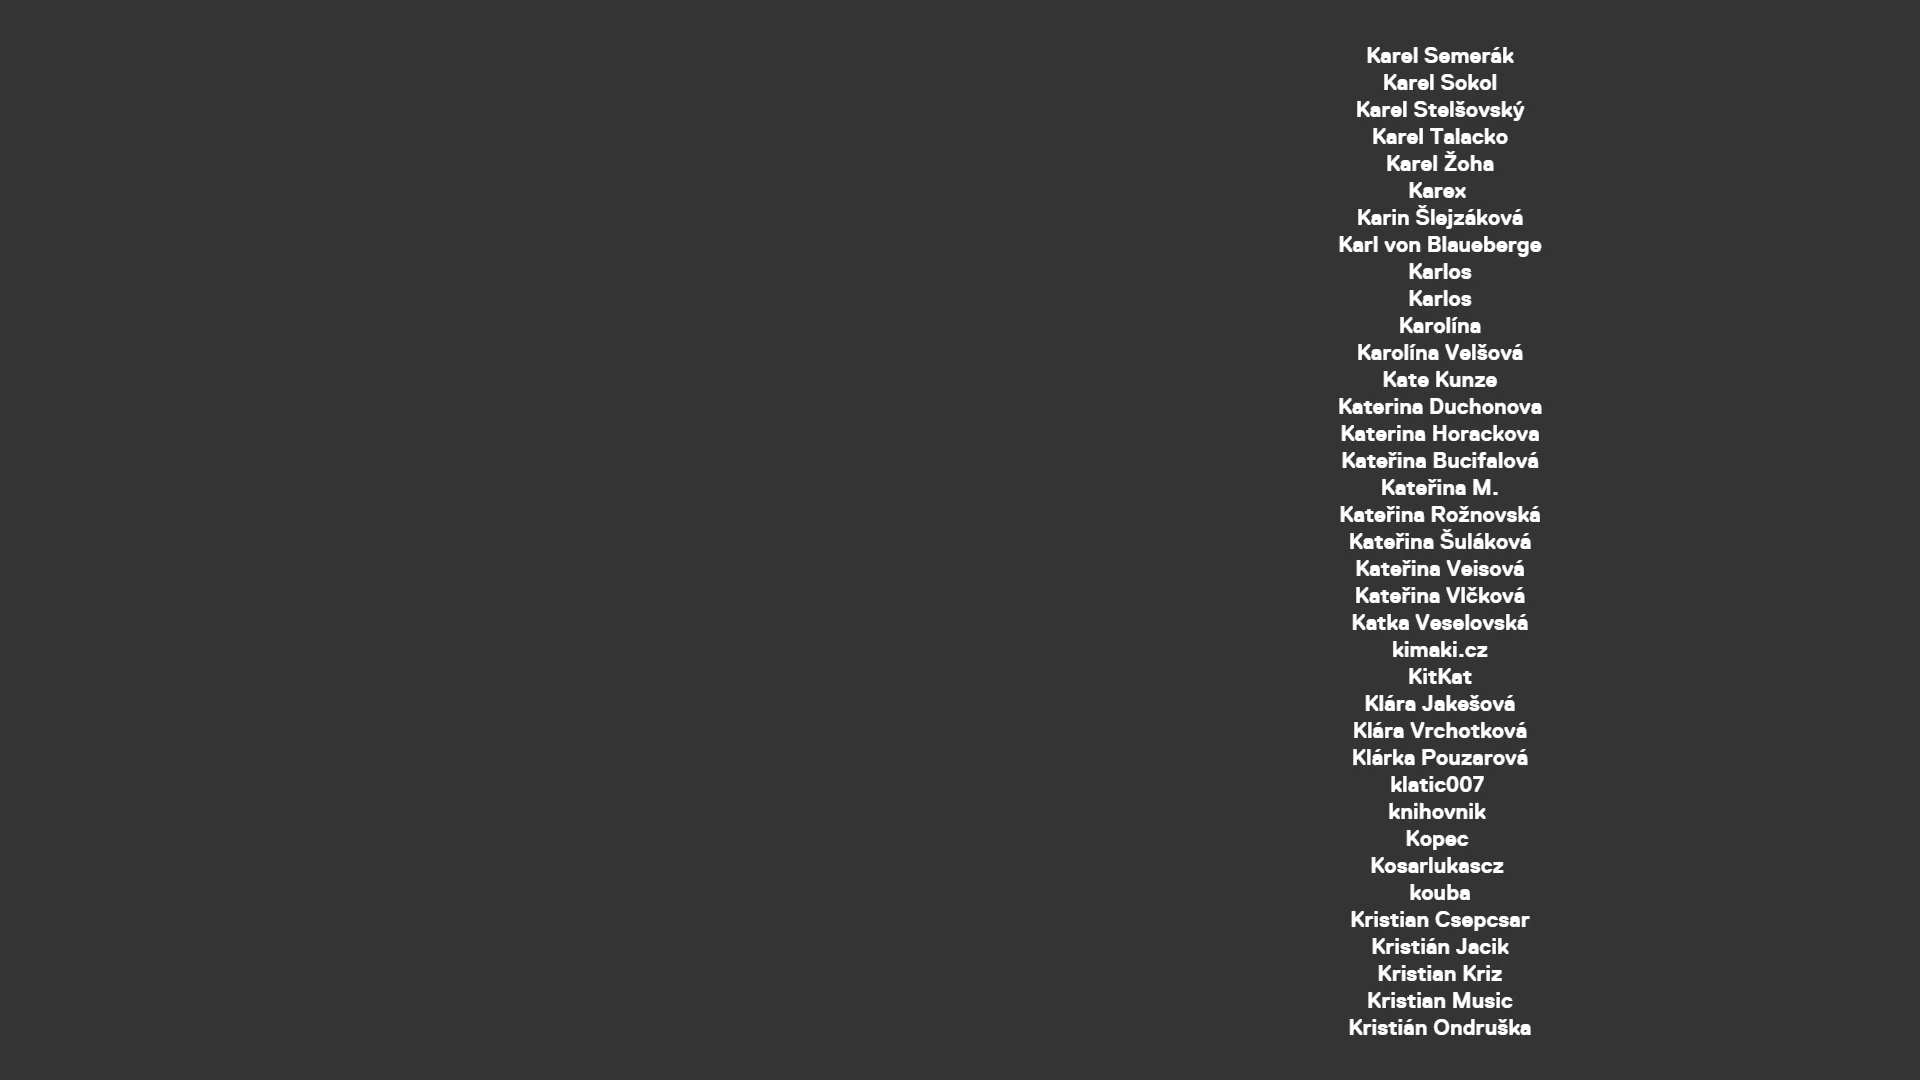 Karel Semerák
Karel Sokol
Karel Stelšovský
Karel Talacko
Karel Žoha
Karex
Karin Šlejzáková
Karl von Blaueberge
Karlos
Karlos
Karolína
Karolína Velšová
Kate Kunze
Katerina Duchonova
Katerina Horackova
Kateřina Bucifalová
Kateřina M.
Kateřina Rožnovská
Kateřina Šuláková
Kateřina Veisová
Kateřina Vlčková
Katka Veselovská
kimaki.cz
KitKat
Klára Jakešová
Klára Vrchotková
Klárka Pouzarová
klatic007
knihovnik
Kopec
Kosarlukascz
kouba
Kristian Csepcsar
Kristián Jacik
Kristian Kriz
Kristian Music
Kristián Ondruška